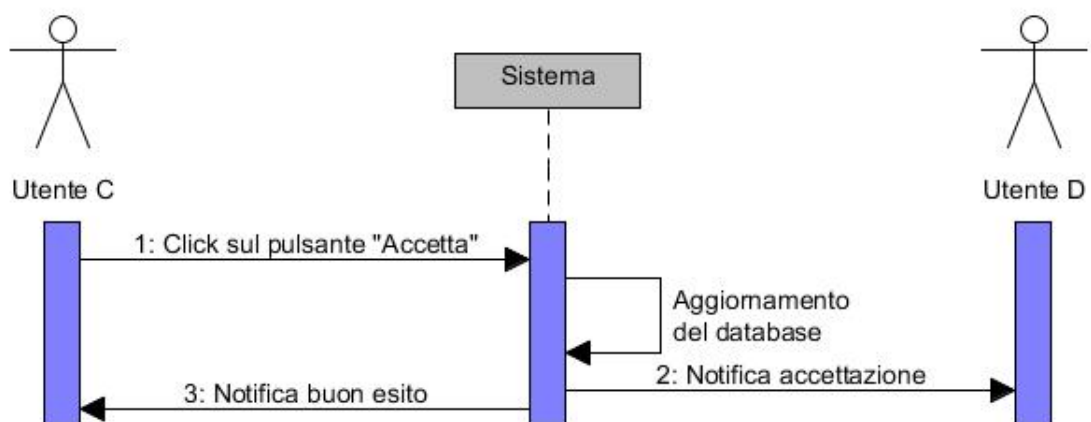 Sistema
Utente C
Utente D
1: Click sul pulsante "Accetta"
Aggiornamento
del database
2: Notifica accettazione
3: Notifica buon esito